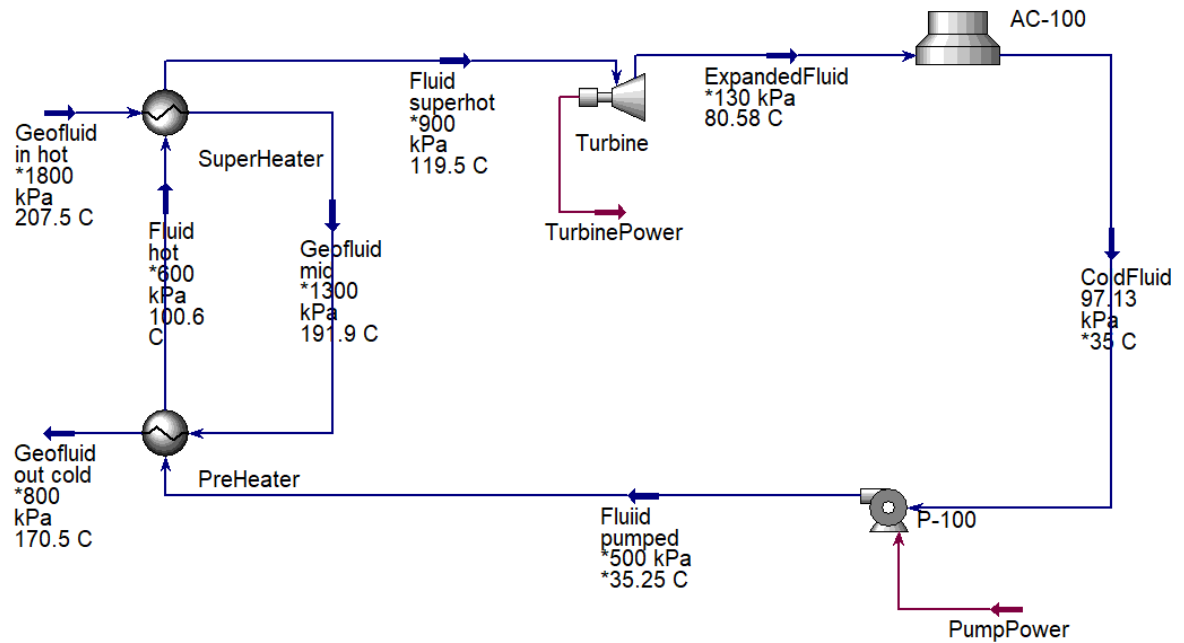 AC-100
Fluid
superhot
*900
kPa
119.5 C
ExpandedFluid
*130 kPa
80.58 C
Turbine
TurbinePower
Geofluid
in hot
*1800
kPa
207.5 C
SuperHeater
Fluid
hot
*600
kPa
100.6
C
Geofluid
mid
*1300
kPa
191.9 C
ColdFluid
97.13
kPa
*35 C
Geofluid
out cold
*800
kPa
170.5 C
PreHeater
Fluiid
pumped
*500 kPa
*35.25 C
P-100
PumpPower